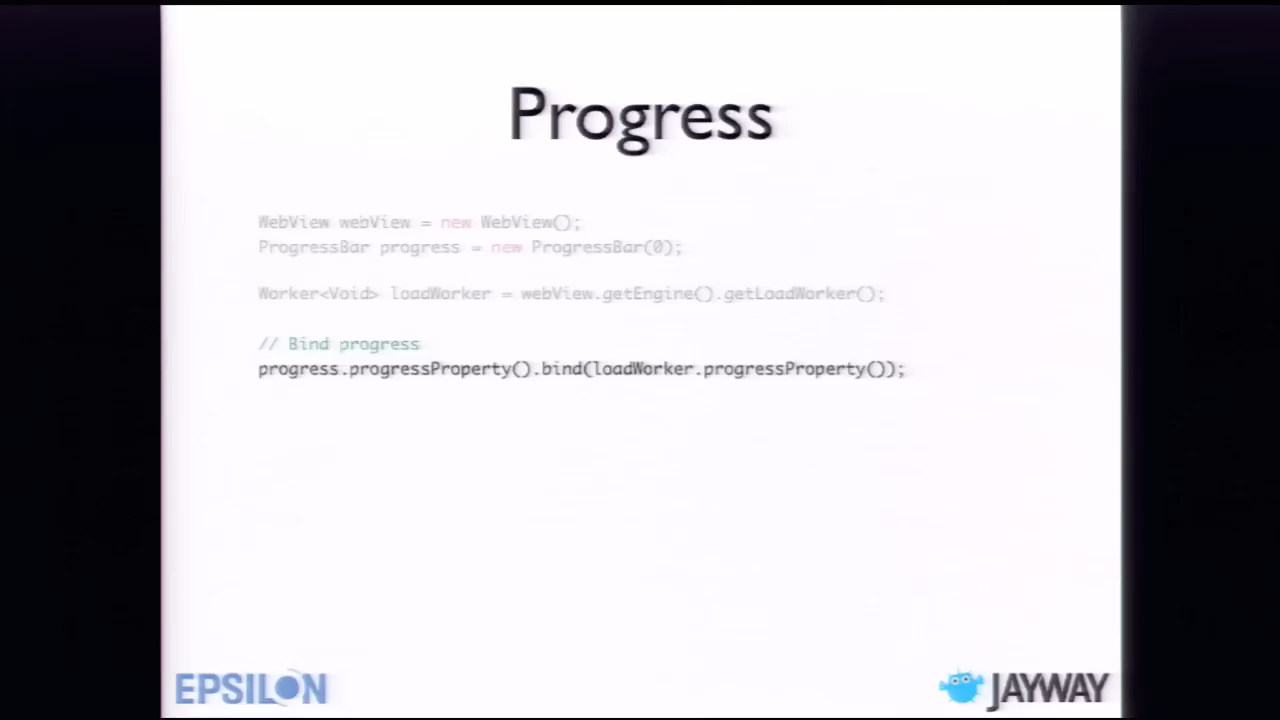 Progress
WebView webView = new WebView();
ProgressBar progress = new ProgressBar(0);
Worker<Void> loadWorker = webView.getEngine().getLoadWorker();
// Bind progress
progress.progressProperty().bind(loadWorker.progressProperty());
EPSILON
JAYWAY